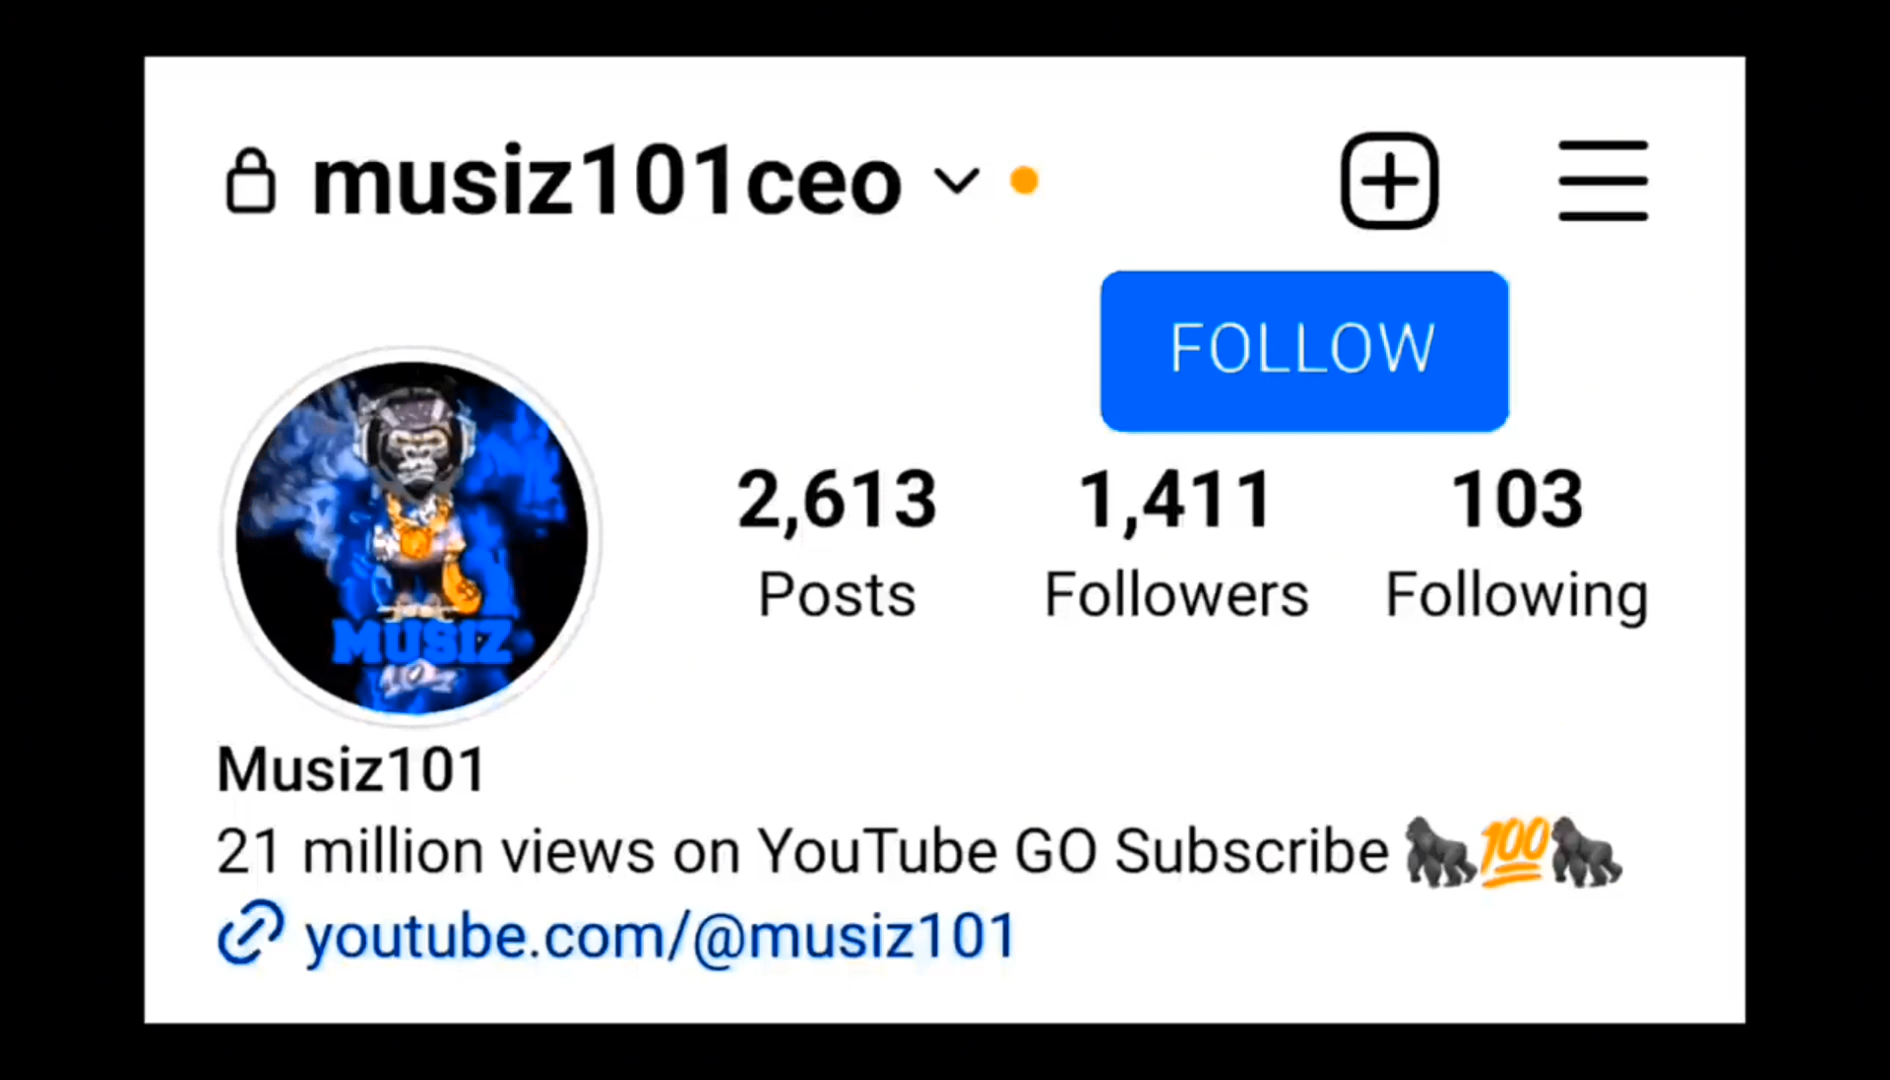 musiz101ceo
FOLLOW
2,613 1,411 103
Posts Followers Following
MUSIZ
101
Musiz101
21 million views on YouTube GO Subscribe 🦍💯🦍
youtube.com/@musiz101